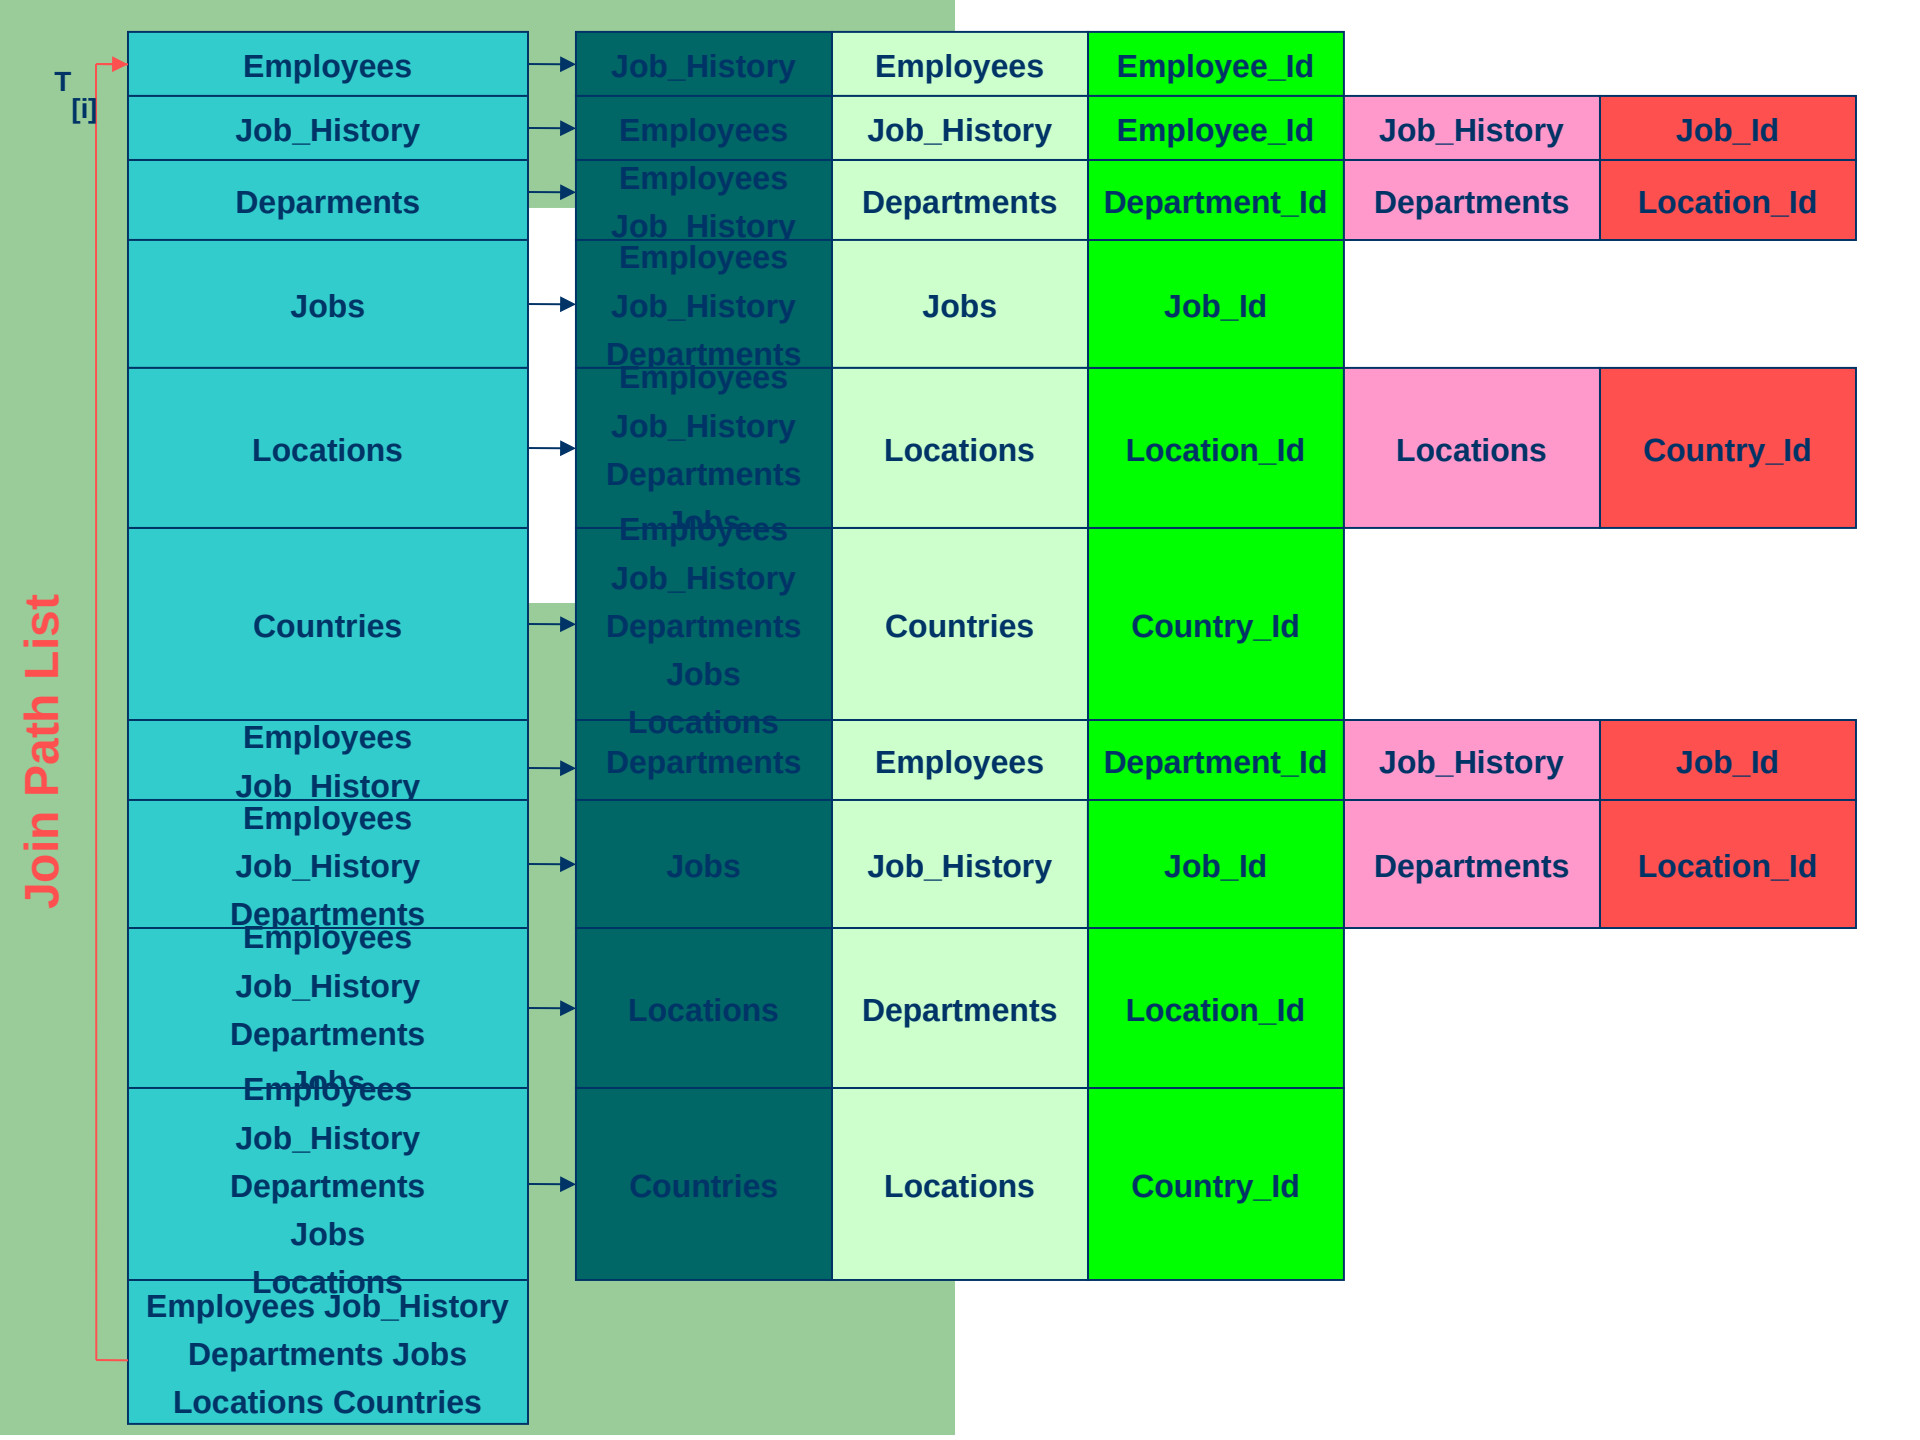 T
[i]
Join Path List
Employees
Job_History
Employees
Employee_Id
Job_History
Employees
Job_History
Employee_Id
Job_History
Job_Id
Deparments
Employees
Job_History
Departments
Department_Id
Departments
Location_Id
Jobs
Employees
Job_History
Departments
Jobs
Job_Id
Locations
Employees
Job_History
Departments
Jobs
Locations
Location_Id
Locations
Country_Id
Countries
Employees
Job_History
Departments
Jobs
Locations
Countries
Country_Id
Employees
Job_History
Departments
Employees
Department_Id
Job_History
Job_Id
Employees
Job_History
Departments
Jobs
Job_History
Job_Id
Departments
Location_Id
Employees
Job_History
Departments
Jobs
Locations
Departments
Location_Id
Employees
Job_History
Departments
Jobs
Locations
Countries
Locations
Country_Id
Employees Job_History
Departments Jobs
Locations Countries